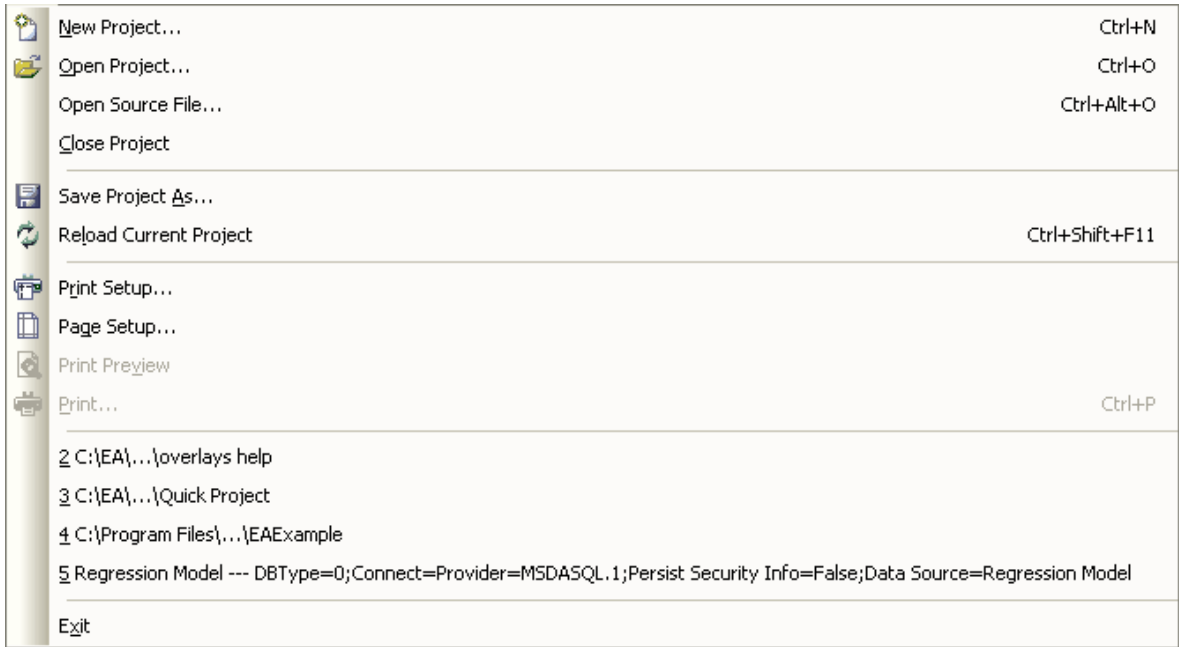 New Project... Ctrl+N
Open Project... Ctrl+O
Open Source File... Ctrl+Alt+O
Close Project
Save Project As...
Reload Current Project Ctrl+Shift+F11
Print Setup...
Page Setup...
Print Preview
Print... Ctrl+P
2 C:\EA\...\overlays help
3 C:\EA\...\Quick Project
4 C:\Program Files\...\EAExample
5 Regression Model --- DBType=0;Connect=Provider=MSDASQL.1;Persist Security Info=False;Data Source=Regression Model
Exit